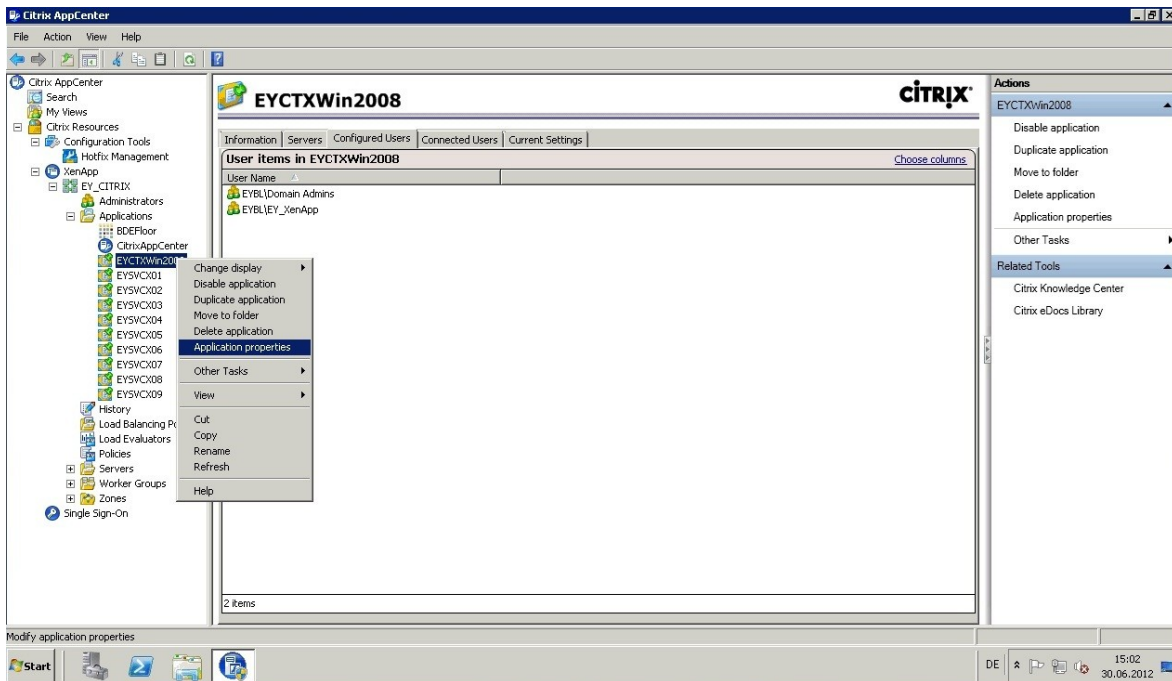 Citrix AppCenter
File Action View Help
Citrix AppCenter
Search
My Views
Citrix Resources
Configuration Tools
Hotfix Management
XenApp
EY_CITRIX
Administrators
Applications
BDEFloor
CitrixAppCenter
EYCTXWin200
EYSVCX01
EYSVCX02
EYSVCX03
EYSVCX04
EYSVCX05
EYSVCX06
EYSVCX07
EYSVCX08
EYSVCX09
History
Load Balancing Po
Load Evaluators
Policies
Servers
Worker Groups
Zones
Single Sign-On
Change display
Disable application
Duplicate application
Move to folder
Delete application
Application properties
Other Tasks
View
Cut
Copy
Rename
Refresh
Help
EYCTXWin2008
CITRIX
Information Servers Configured Users Connected Users Current Settings
User items in EYCTXWin2008 Choose columns
User Name
EYBL\Domain Admins
EYBL\EY_XenApp
2 items
Actions
EYCTXWin2008
Disable application
Duplicate application
Move to folder
Delete application
Application properties
Other Tasks
Related Tools
Citrix Knowledge Center
Citrix eDocs Library
Modify application properties
Start
DE
15:02
30.06.2012